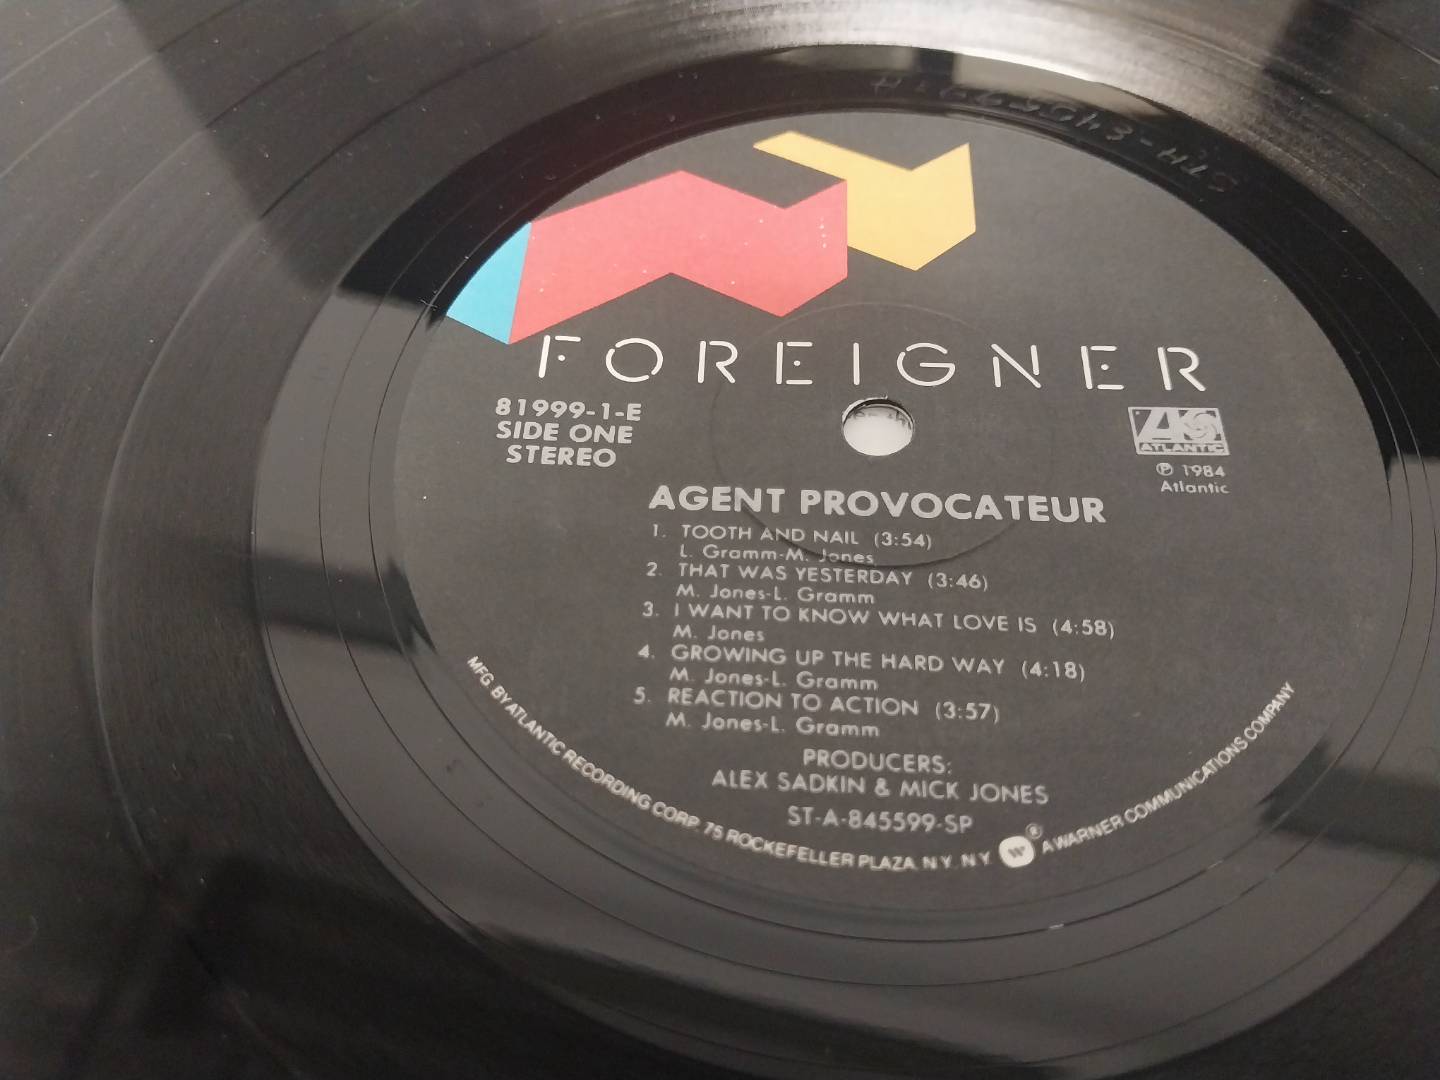 FOREIGNER
81999-1-E
SIDE ONE
STEREO
ATLANTIC
℗ 1984
Atlantic
AGENT PROVOCATEUR
1. TOOTH AND NAIL (3:54)
L. Gramm-M. Jones
2. THAT WAS YESTERDAY (3:46)
M. Jones-L. Gramm
3. I WANT TO KNOW WHAT LOVE IS (4:58)
M. Jones
4. GROWING UP THE HARD WAY (4:18)
M. Jones-L. Gramm
5. REACTION TO ACTION (3:57)
M. Jones-L. Gramm
PRODUCERS:
ALEX SADKIN & MICK JONES
ST-A-845599-SP
MFG. BY ATLANTIC RECORDING CORP. 75 ROCKEFELLER PLAZA. N.Y. N.Y. W ® A WARNER COMMUNICATIONS COMPANY